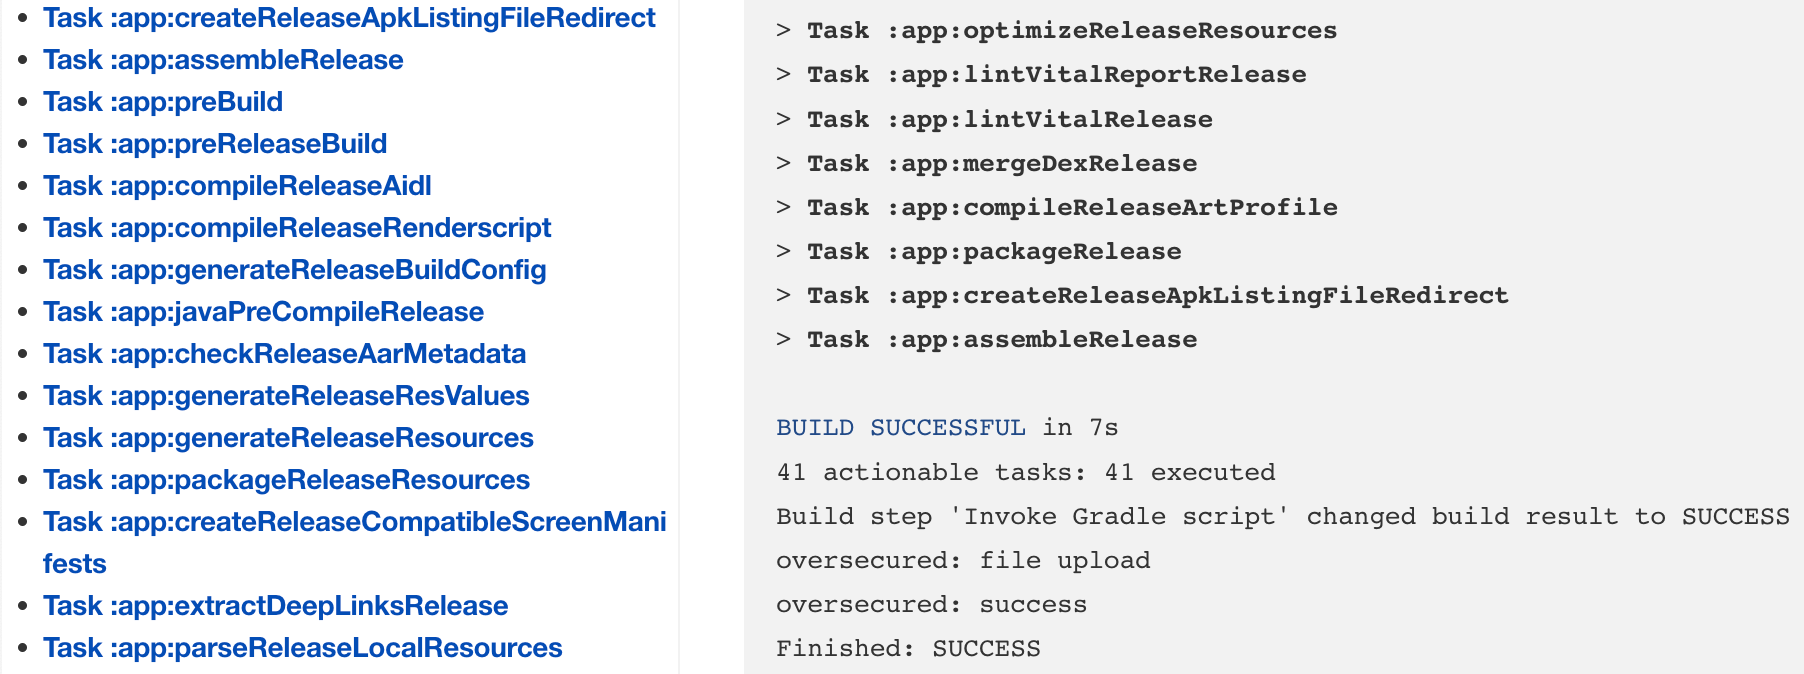 Task :app:createReleaseApkListingFileRedirect
Task :app:assembleRelease
Task :app:preBuild
Task :app:preReleaseBuild
Task :app:compileReleaseAidl
Task :app:compileReleaseRenderscript
Task :app:generateReleaseBuildConfig
Task :app:javaPreCompileRelease
Task :app:checkReleaseAarMetadata
Task :app:generateReleaseResValues
Task :app:generateReleaseResources
Task :app:packageReleaseResources
Task :app:createReleaseCompatibleScreenMani
fests
Task :app:extractDeepLinksRelease
Task :app:parseReleaseLocalResources
> Task :app:optimizeReleaseResources
> Task :app:lintVitalReportRelease
> Task :app:lintVitalRelease
> Task :app:mergeDexRelease
> Task :app:compileReleaseArtProfile
> Task :app:packageRelease
> Task :app:createReleaseApkListingFileRedirect
> Task :app:assembleRelease
BUILD SUCCESSFUL in 7s
41 actionable tasks: 41 executed
Build step 'Invoke Gradle script' changed build result to SUCCESS
oversecured: file upload
oversecured: success
Finished: SUCCESS